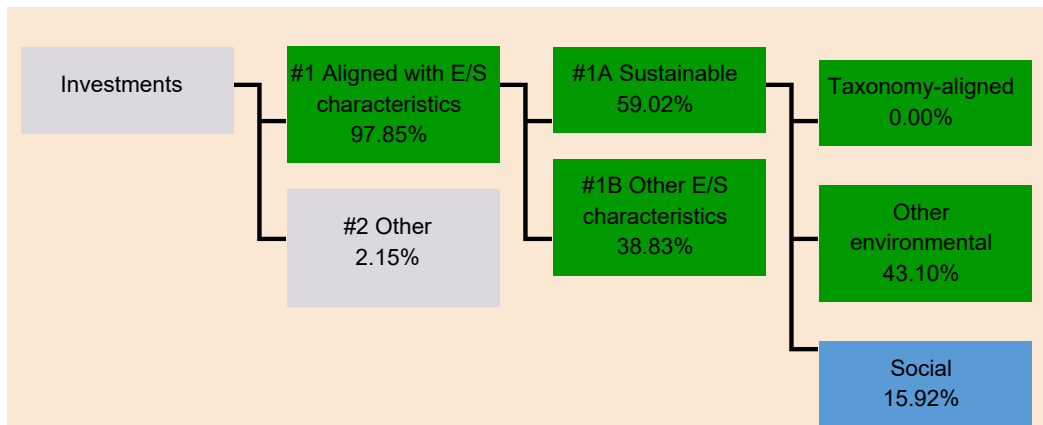 Investments
#1 Aligned with E/S
characteristics
97.85%
#2 Other
2.15%
#1A Sustainable
59.02%
#1B Other E/S
characteristics
38.83%
Taxonomy-aligned
0.00%
Other
environmental
43.10%
Social
15.92%